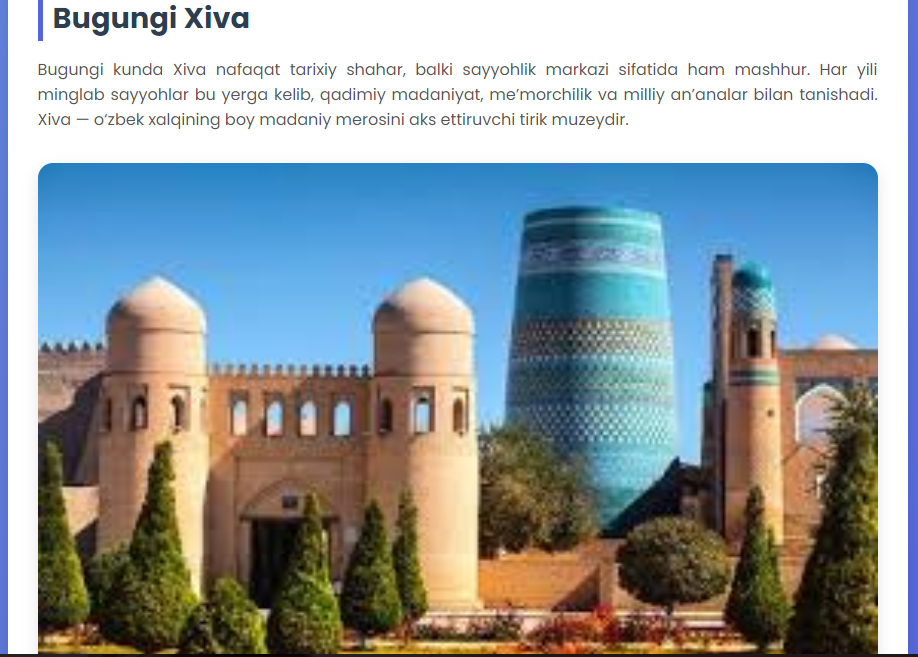 Bugungi Xiva
Bugungi kunda Xiva nafaqat tarixiy shahar, balki sayyohlik markazi sifatida ham mashhur. Har yili
minglab sayyohlar bu yerga kelib, qadimiy madaniyat, me’morchilik va milliy an’analar bilan tanishadi.
Xiva — o‘zbek xalqining boy madaniy merosini aks ettiruvchi tirik muzeydir.